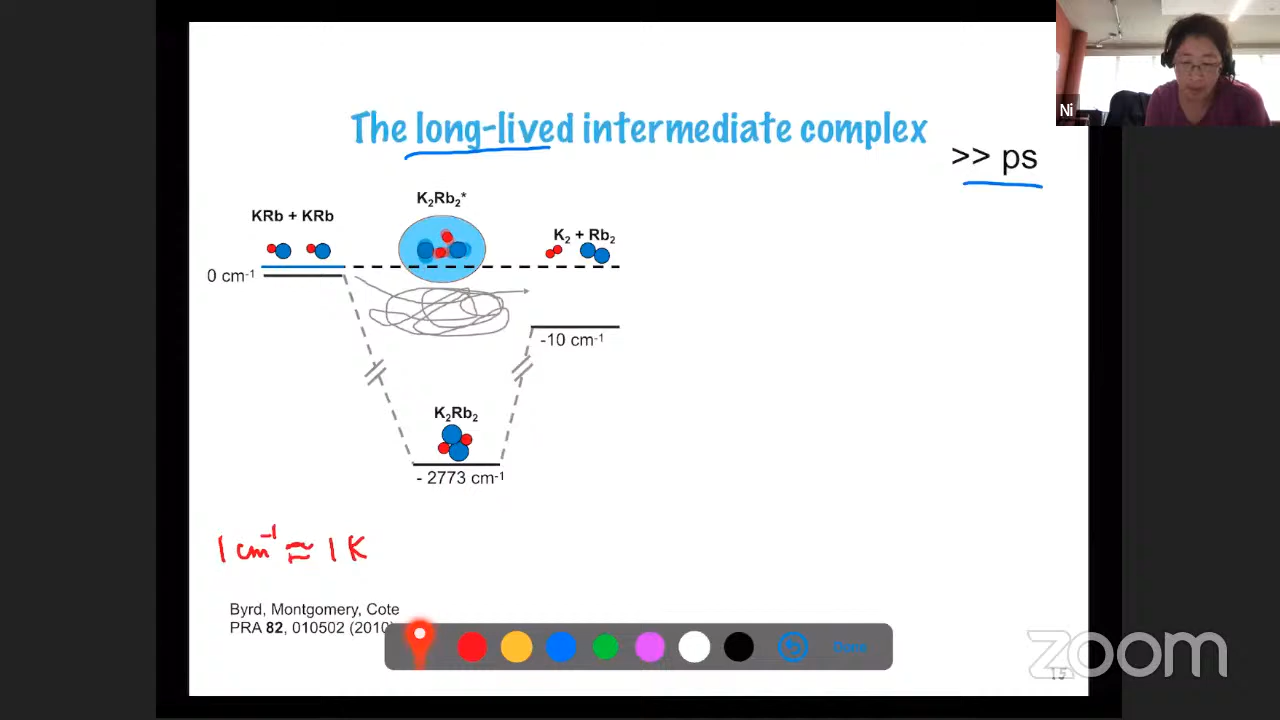 Ni
The long-lived intermediate complex
>> ps
K₂Rb₂*
KRb + KRb
K₂ + Rb₂
0 cm⁻¹
-10 cm⁻¹
K₂Rb₂
- 2773 cm⁻¹
1 cm⁻¹ ≈ 1 K
Byrd, Montgomery, Cote
PRA 82, 010502 (2010)
Done
zoom
15